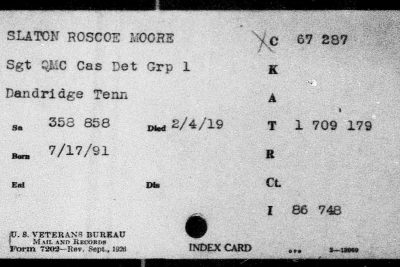 SLATON ROSCOE MOORE
C 67 287
Sgt QMC Cas Det Grp 1
K
Dandridge Tenn
A
Sn 358 858 Died 2/4/19 T 1 709 179
Born 7/17/91
R
Enl Dis Ct.
I 86 748
U. S. VETERANS BUREAU
MAIL AND RECORDS
Form 7202—Rev. Sept., 1926
INDEX CARD